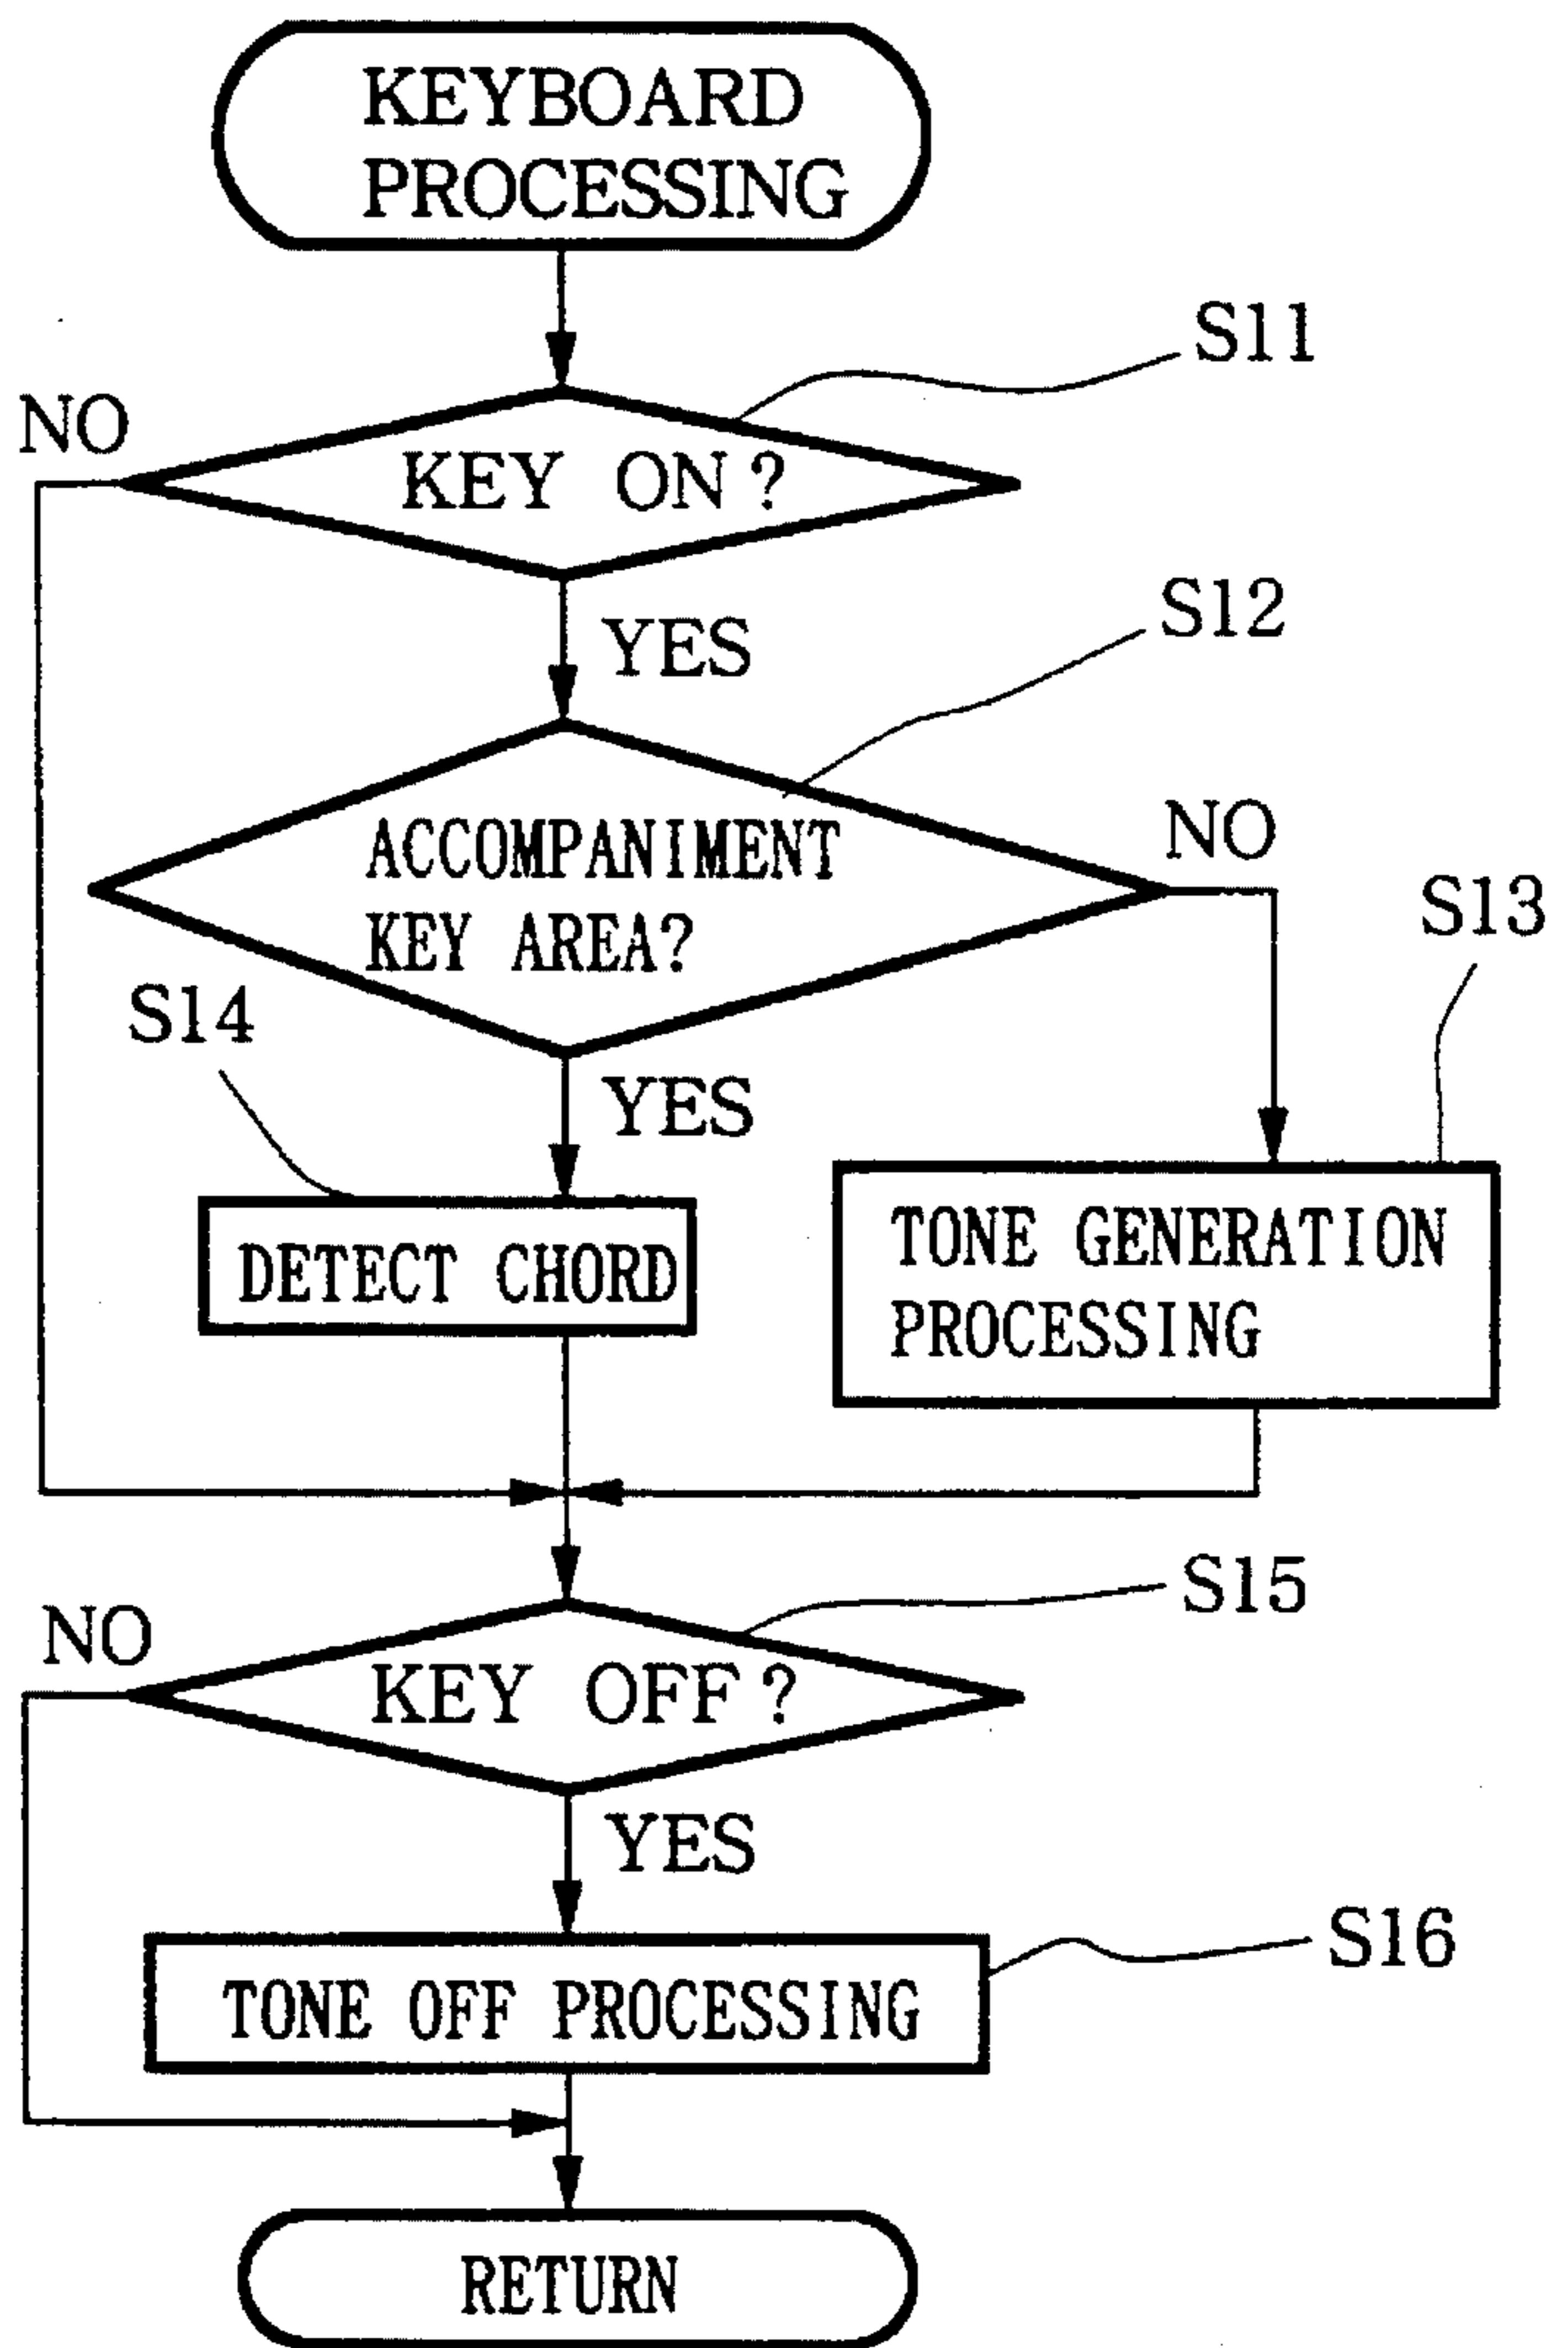 KEYBOARD
PROCESSING
S11
NO
KEY ON?
YES
S12
ACCOMPANIMENT
KEY AREA?
NO
S13
S14
YES
DETECT CHORD
TONE GENERATION
PROCESSING
S15
NO
KEY OFF?
YES
S16
TONE OFF PROCESSING
RETURN